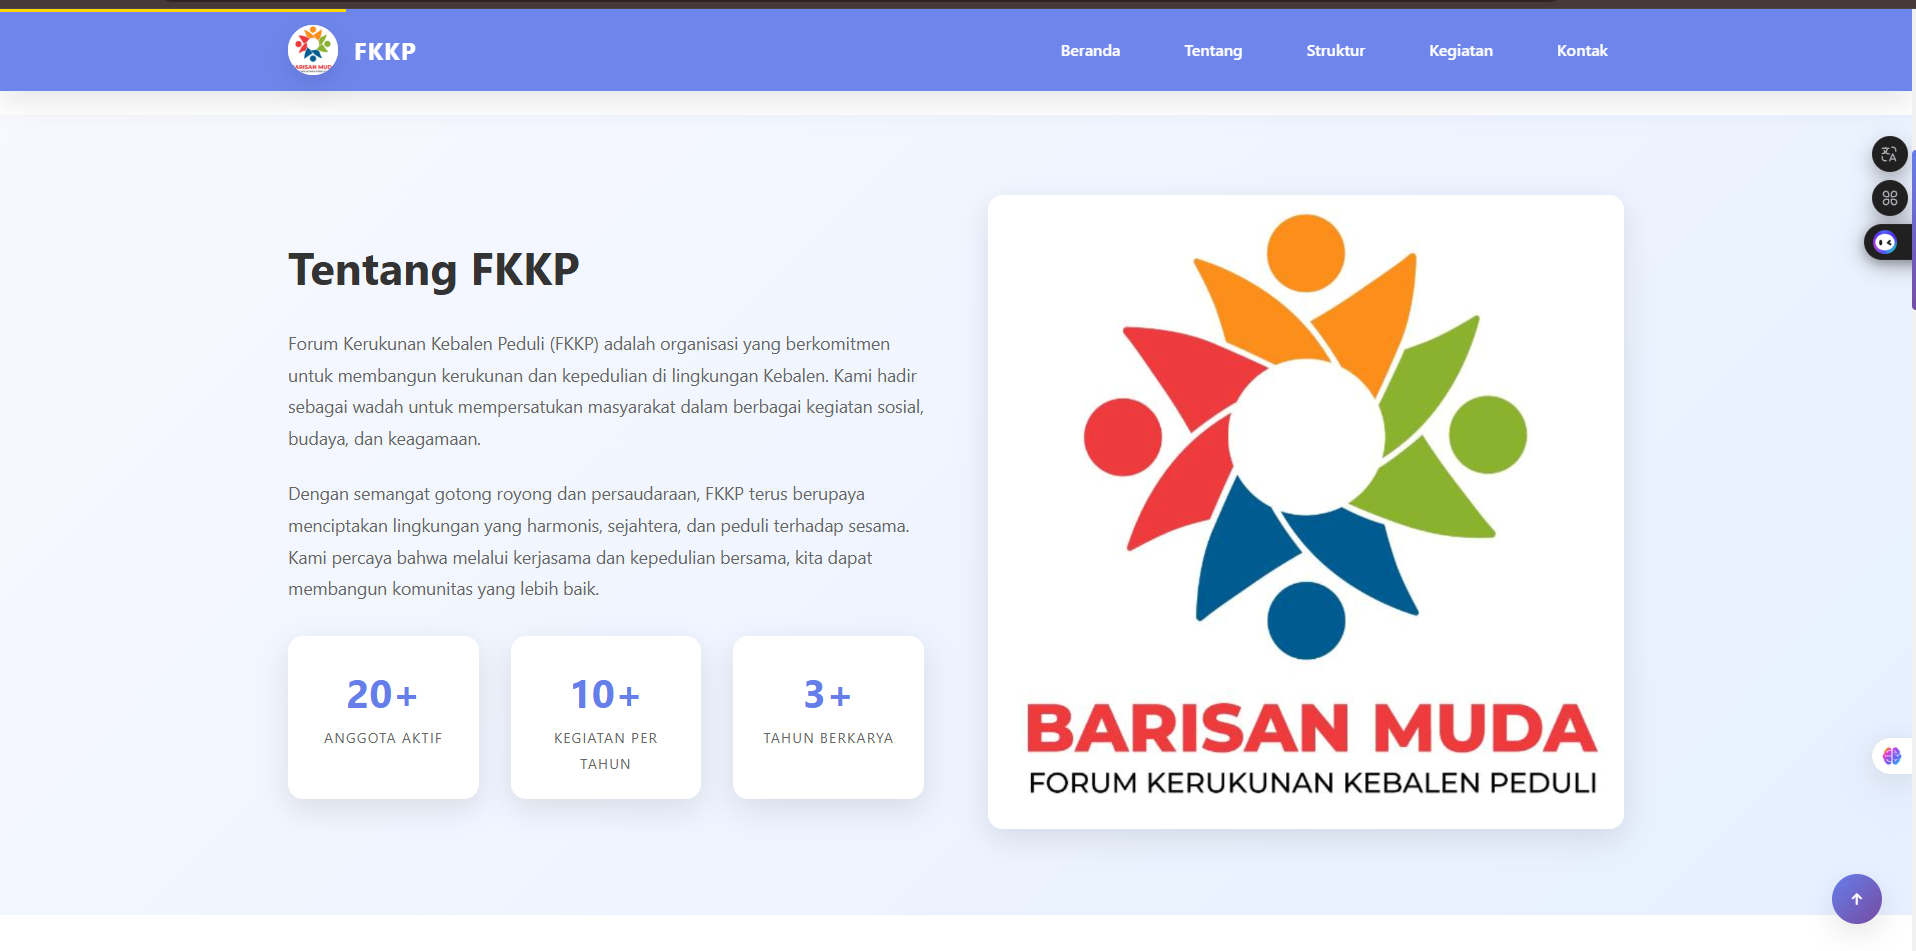 FKKP
Beranda
Tentang
Struktur
Kegiatan
Kontak
Tentang FKKP
Forum Kerukunan Kebalen Peduli (FKKP) adalah organisasi yang berkomitmen
untuk membangun kerukunan dan kepedulian di lingkungan Kebalen. Kami hadir
sebagai wadah untuk mempersatukan masyarakat dalam berbagai kegiatan sosial,
budaya, dan keagamaan.
Dengan semangat gotong royong dan persaudaraan, FKKP terus berupaya
menciptakan lingkungan yang harmonis, sejahtera, dan peduli terhadap sesama.
Kami percaya bahwa melalui kerjasama dan kepedulian bersama, kita dapat
membangun komunitas yang lebih baik.
20+
ANGGOTA AKTIF
10+
KEGIATAN PER
TAHUN
3+
TAHUN BERKARYA
BARISAN MUDA
FORUM KERUKUNAN KEBALEN PEDULI